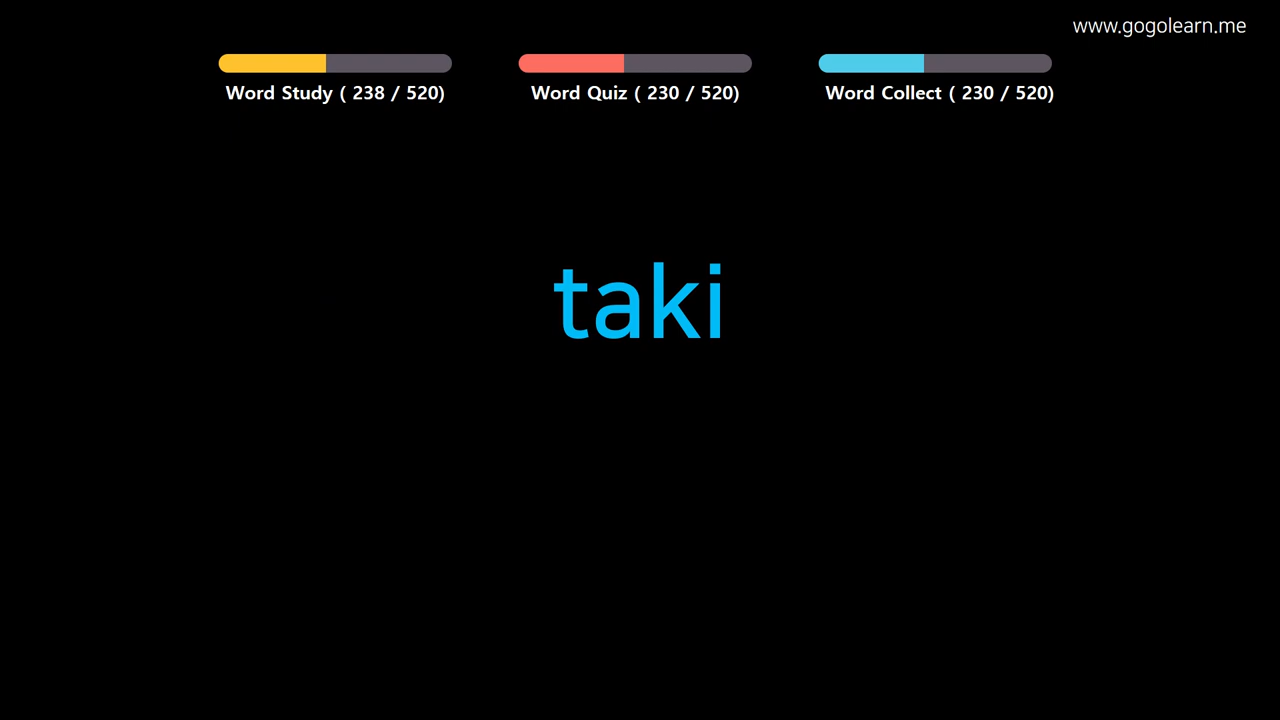 www.gogolearn.me
Word Study ( 238 / 520)
Word Quiz ( 230 / 520)
Word Collect ( 230 / 520)
taki